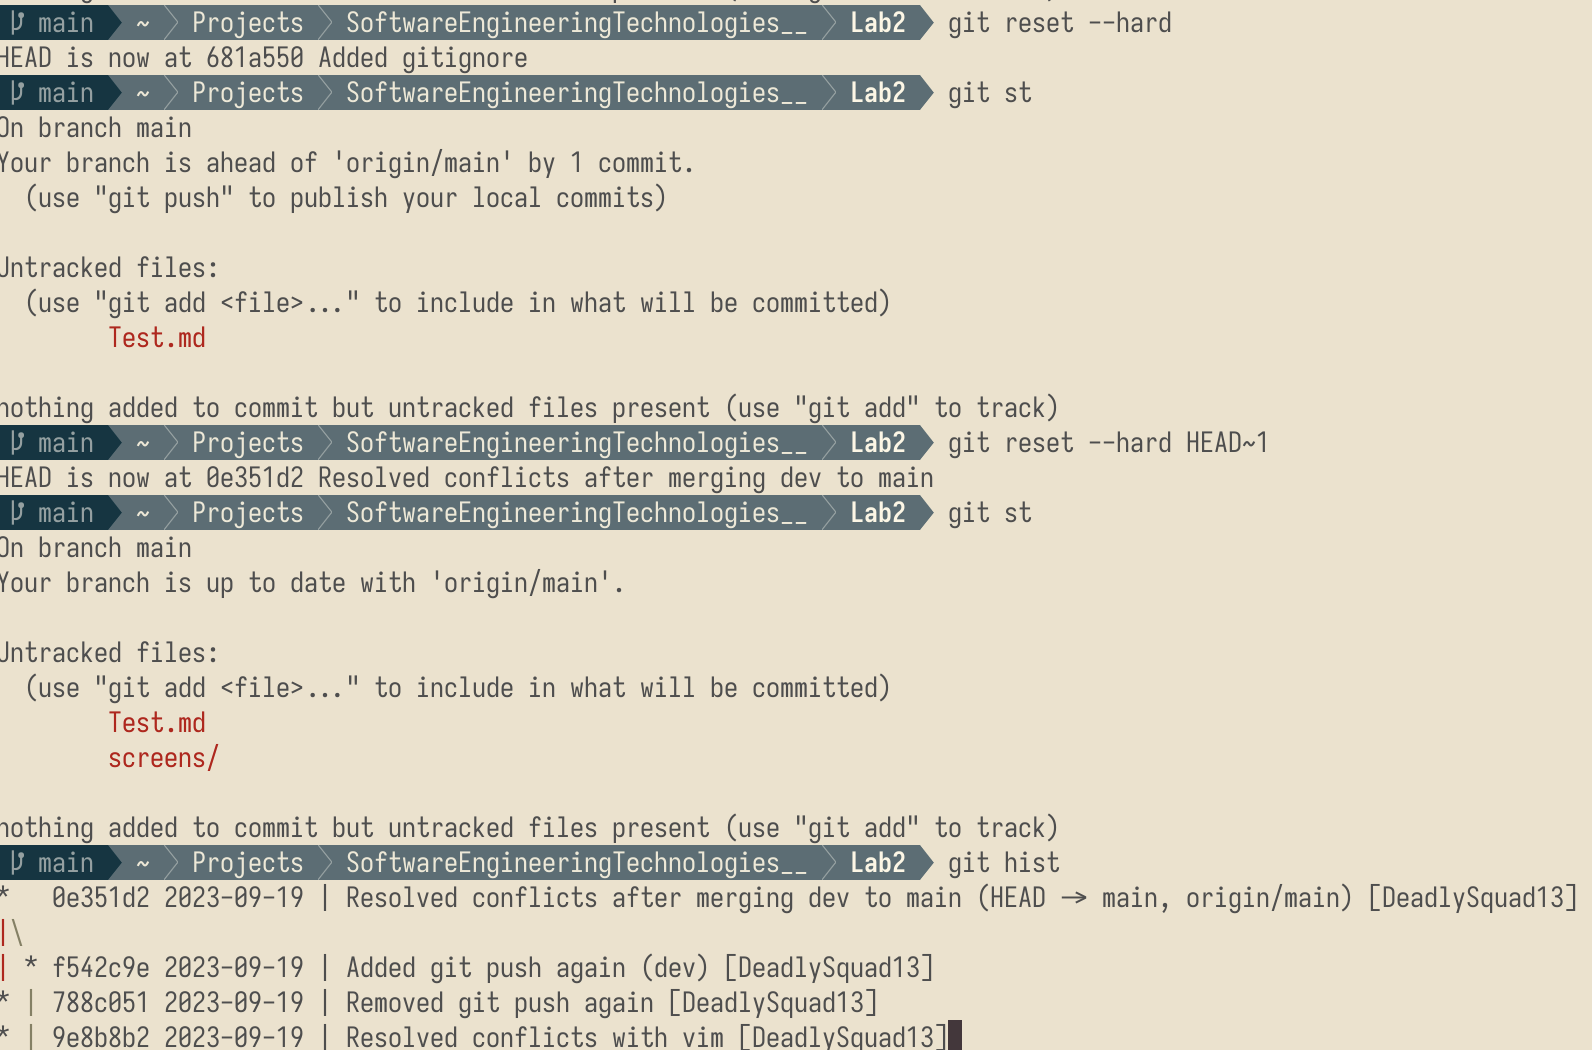 main ~ Projects SoftwareEngineeringTechnologies__ Lab2 git reset --hard
HEAD is now at 681a550 Added gitignore
main ~ Projects SoftwareEngineeringTechnologies__ Lab2 git st
On branch main
Your branch is ahead of 'origin/main' by 1 commit.
(use "git push" to publish your local commits)
Untracked files:
(use "git add <file>..." to include in what will be committed)
Test.md
nothing added to commit but untracked files present (use "git add" to track)
main ~ Projects SoftwareEngineeringTechnologies__ Lab2 git reset --hard HEAD~1
HEAD is now at 0e351d2 Resolved conflicts after merging dev to main
main ~ Projects SoftwareEngineeringTechnologies__ Lab2 git st
On branch main
Your branch is up to date with 'origin/main'.
Untracked files:
(use "git add <file>..." to include in what will be committed)
Test.md
screens/
nothing added to commit but untracked files present (use "git add" to track)
main ~ Projects SoftwareEngineeringTechnologies__ Lab2 git hist
*   0e351d2 2023-09-19 | Resolved conflicts after merging dev to main (HEAD -> main, origin/main) [DeadlySquad13]
|\
| * f542c9e 2023-09-19 | Added git push again (dev) [DeadlySquad13]
* | 788c051 2023-09-19 | Removed git push again [DeadlySquad13]
* | 9e8b8b2 2023-09-19 | Resolved conflicts with vim [DeadlySquad13]